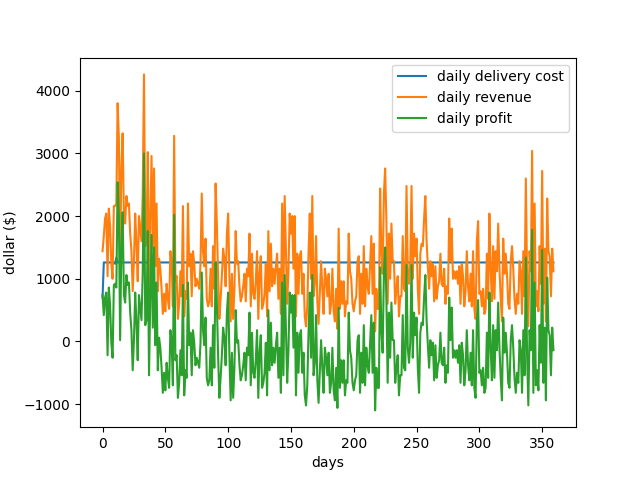 daily delivery cost
daily revenue
daily profit
4000
3000
2000
1000
0
−1000
dollar ($)
0 50 100 150 200 250 300 350
days